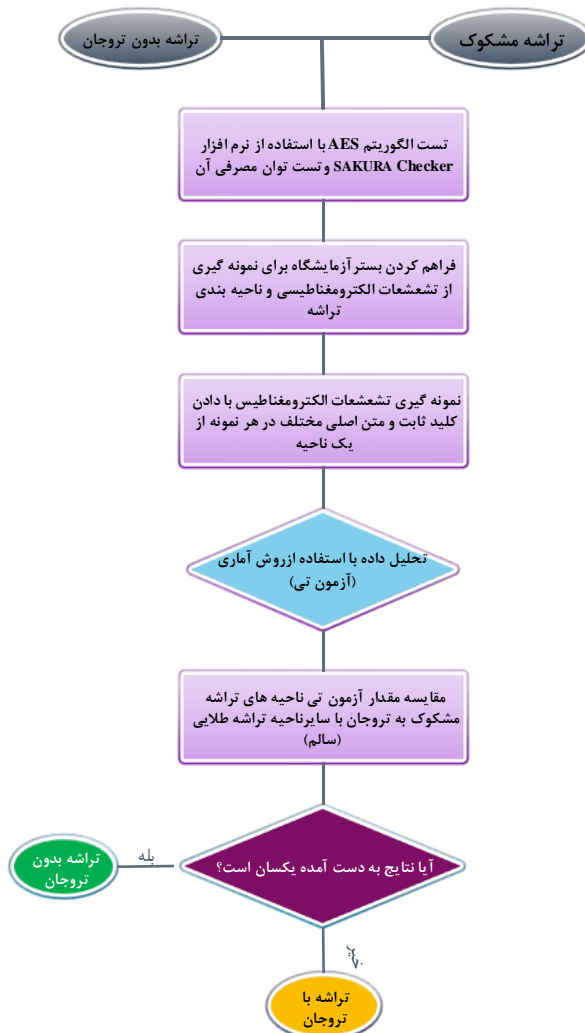 تراشه مشکوک
تراشه بدون تروجان
تست الگوریتم AES با استفاده از نرم افزار
SAKURA Checker وتست توان مصرفی آن
فراهم کردن بستر آزمایشگاه برای نمونه گیری
از تشعشعات الکترومغناطیسی و ناحیه بندی
تراشه
نمونه گیری تشعشعات الکترومغناطیس با دادن
کلید ثابت و متن اصلی مختلف در هر نمونه از
یک ناحیه
تحلیل داده با استفاده ازروش آماری
(آزمون تی)
مقایسه مقدار آزمون تی ناحیه های تراشه
مشکوک به تروجان با سایرناحیه تراشه طلایی
(سالم)
آیا نتایج به دست آمده یکسان است؟
بله
تراشه بدون
تروجان
خیر
تراشه با
تروجان